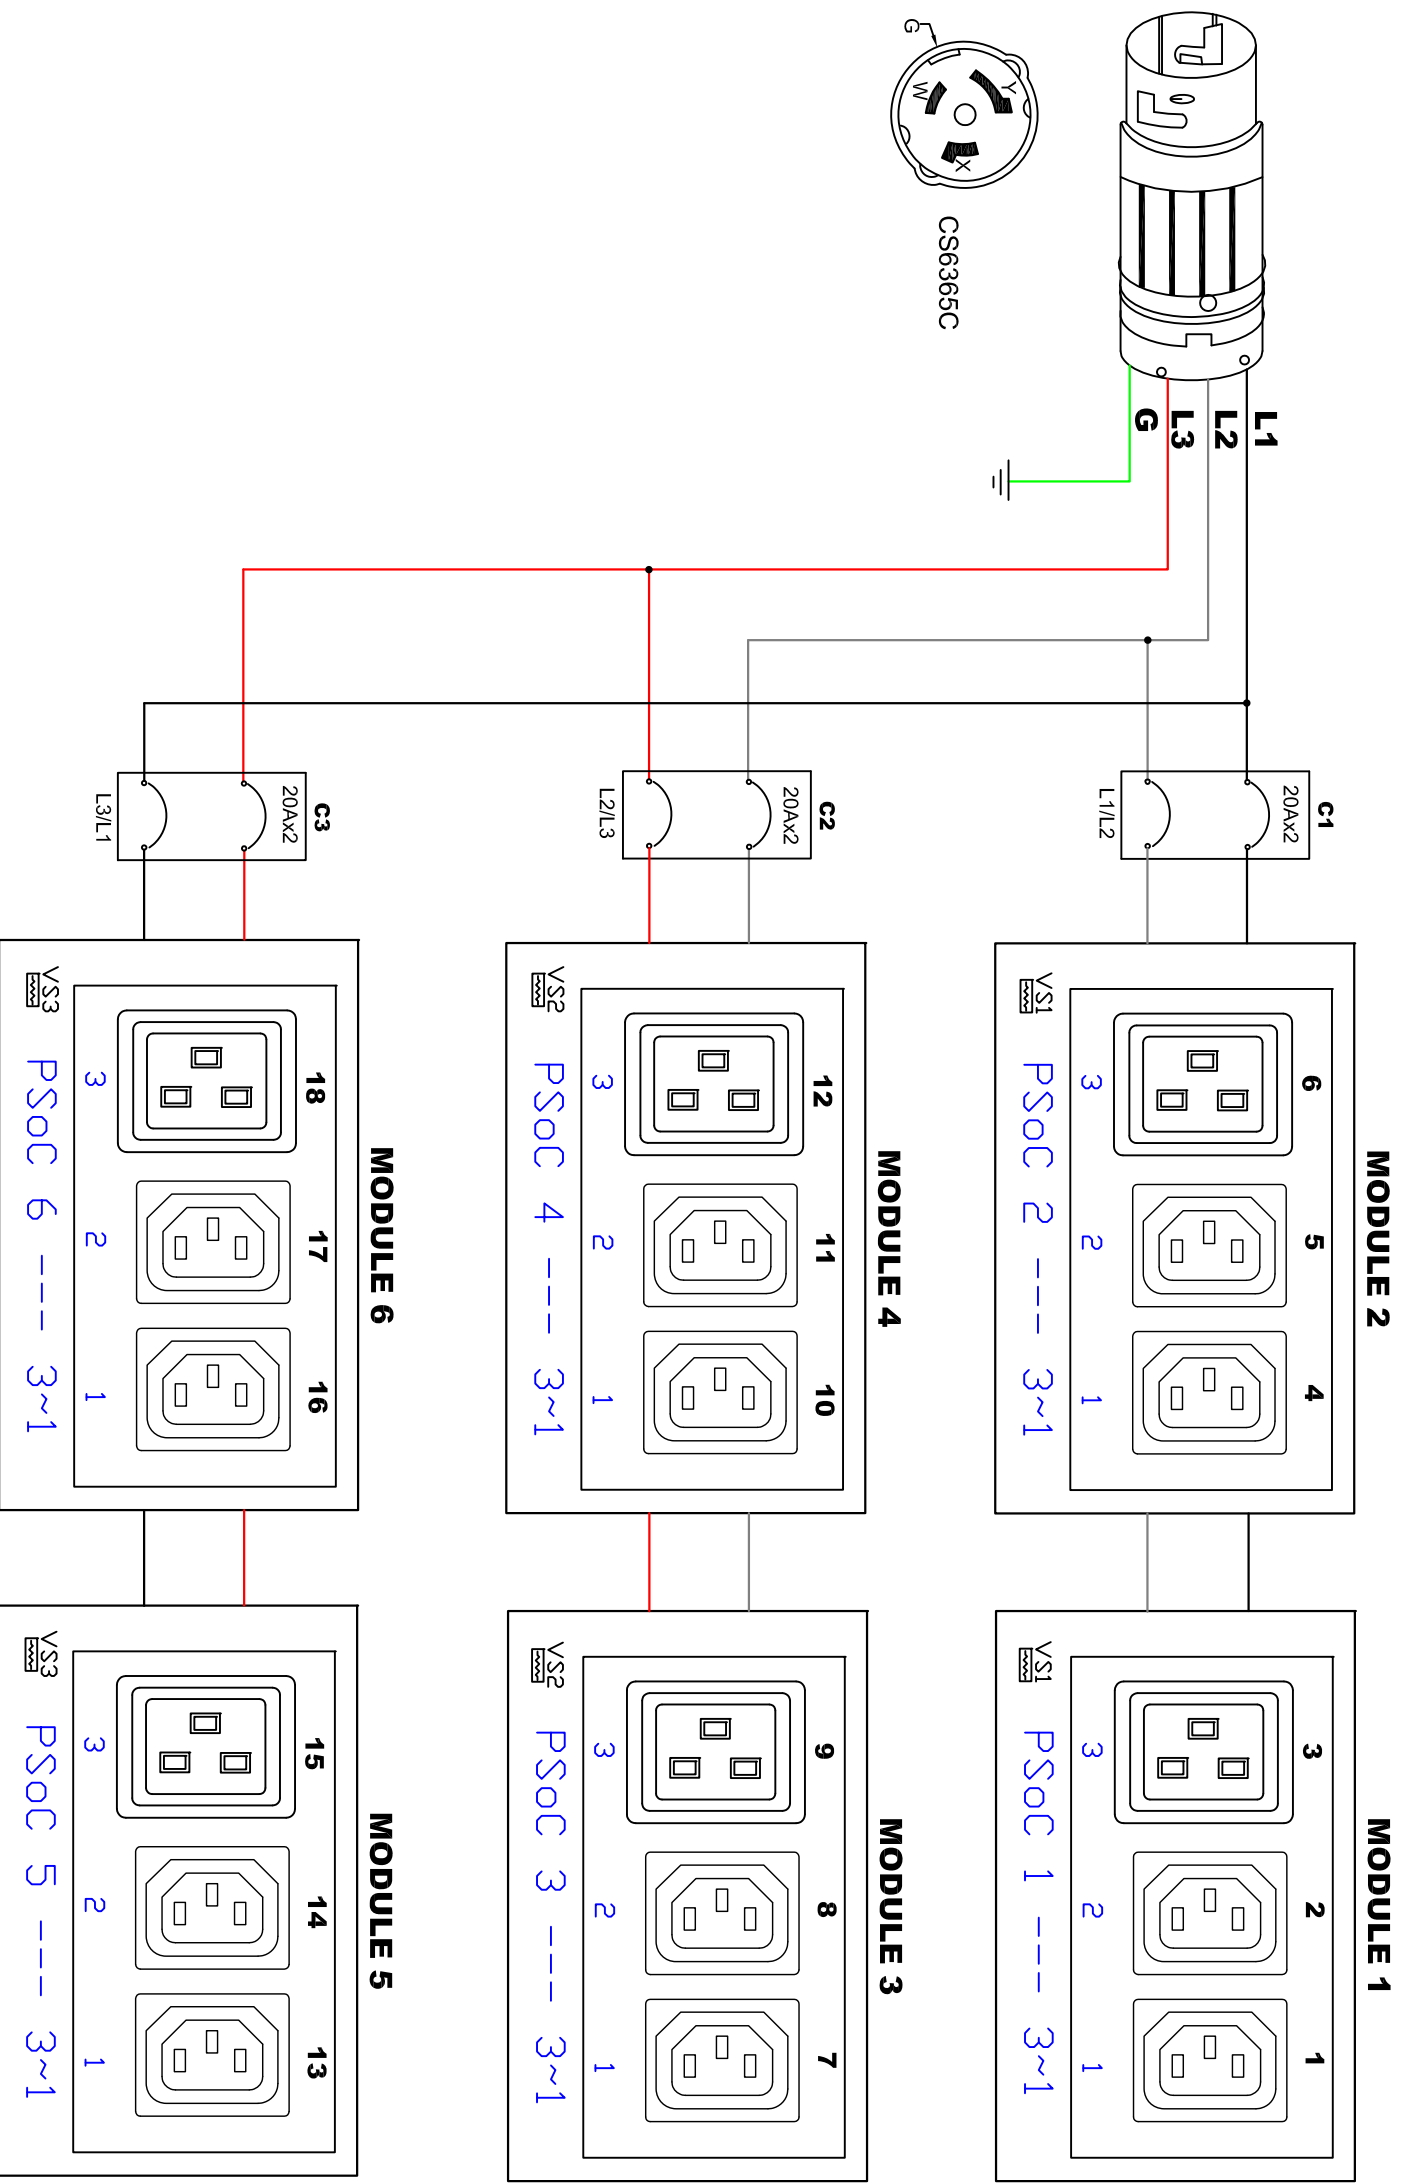 G
W
Y
X
CS6365C
L1
L2
L3
G
C1
20Ax2
L1/L2
C2
20Ax2
L2/L3
C3
20Ax2
L3/L1
MODULE 2
6 5 4
3 2 1
VS1
PSoC 2 --- 3~1
MODULE 1
3 2 1
3 2 1
VS1
PSoC 1 --- 3~1
MODULE 4
12 11 10
3 2 1
VS2
PSoC 4 --- 3~1
MODULE 3
9 8 7
3 2 1
VS2
PSoC 3 --- 3~1
MODULE 6
18 17 16
3 2 1
VS3
PSoC 6 --- 3~1
MODULE 5
15 14 13
3 2 1
VS3
PSoC 5 --- 3~1